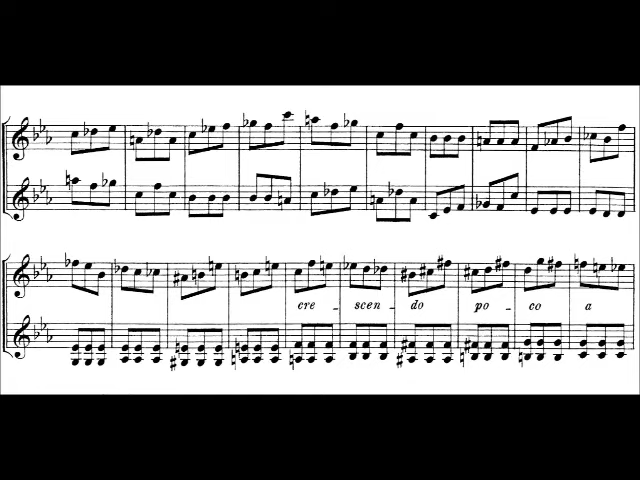 cre - scen - do po - co a